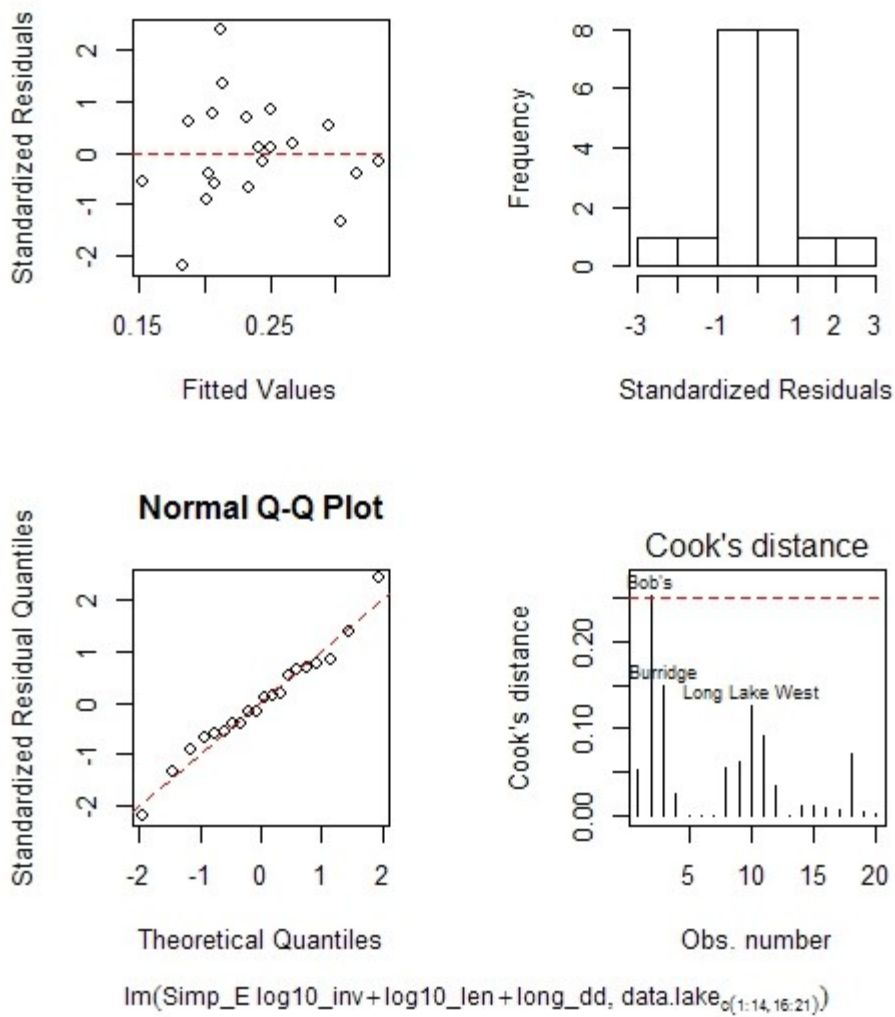 Standardized Residuals
2
1
0
-1
-2
0.15
0.25
Fitted Values
Frequency
8
6
4
2
0
-3
-1
1
2
3
Standardized Residuals
Normal Q-Q Plot
Standardized Residual Quantiles
2
1
0
-1
-2
-2
-1
0
1
2
Theoretical Quantiles
Cook's distance
Cook's distance
Bob's
Burridge
Long Lake West
0.20
0.10
0.00
5
10
15
20
Obs. number
lm(Simp_E log10_inv+log10_len+long_dd, data.lake c(1:14,16:21))